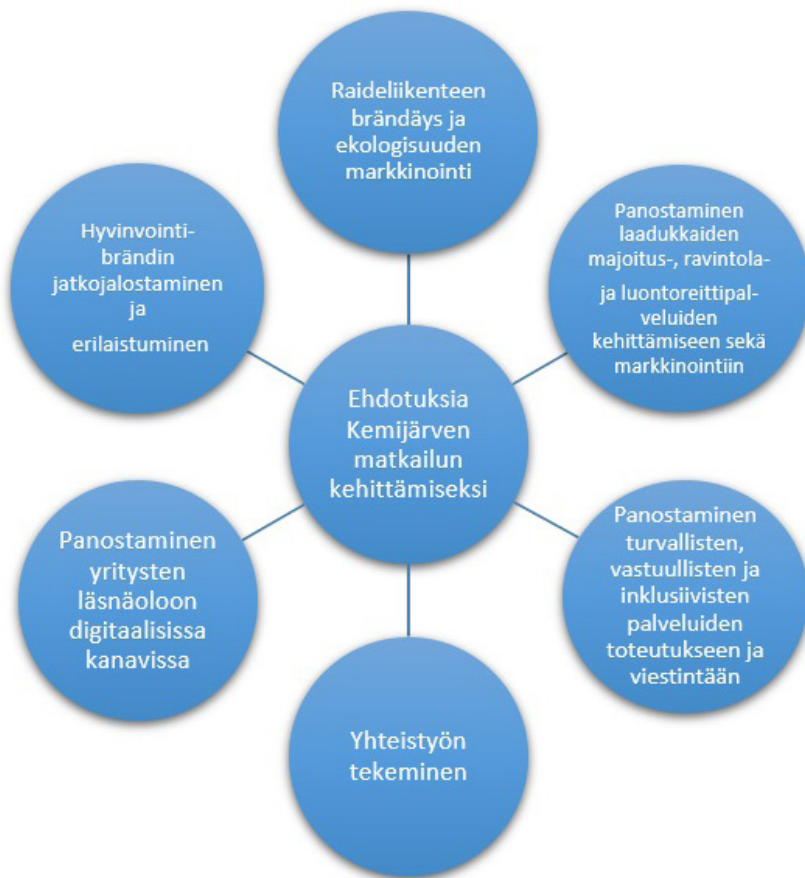 Raideliikenteen
brändäys ja
ekologisuuden
markkinointi
Panostaminen
laadukkaiden
majoitus-, ravintola-
ja luontoreittipal-
veluiden
kehittämiseen sekä
markkinointiin
Panostaminen
turvallisten,
vastuullisten ja
inklusiivisten
palveluiden
toteutukseen ja
viestintään
Yhteistyön
tekeminen
Panostaminen
yritysten
läsnäoloon
digitaalisissa
kanavissa
Hyvinvointi-
brändin
jatkojalostaminen
ja
erilaistuminen
Ehdotuksia
Kemijärven
matkailun
kehittämiseksi